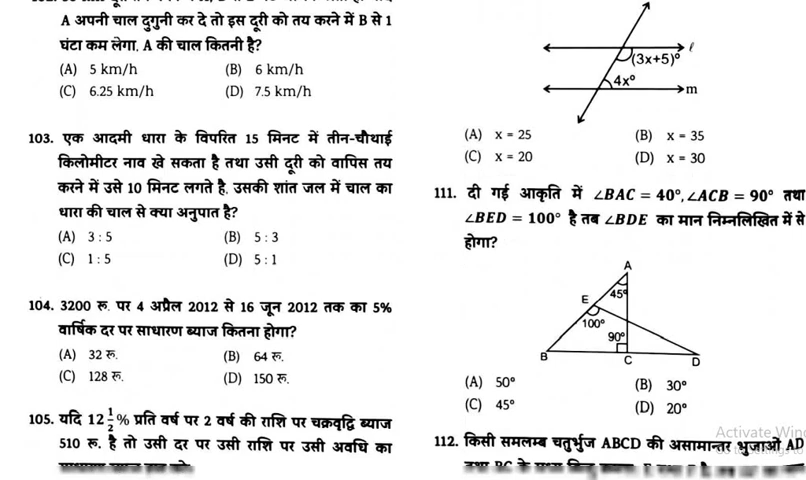 A अपनी चाल दुगुनी कर दे तो इस दूरी को तय करने में B से 1
घंटा कम लेगा. A की चाल कितनी है?
(A) 5 km/h (B) 6 km/h
(C) 6.25 km/h (D) 7.5 km/h
103. एक आदमी धारा के विपरित 15 मिनट में तीन-चौथाई
किलोमीटर नाव खे सकता है तथा उसी दूरी को वापिस तय
करने में उसे 10 मिनट लगते है. उसकी शांत जल में चाल का
धारा की चाल से क्या अनुपात है?
(A) 3 : 5 (B) 5 : 3
(C) 1 : 5 (D) 5 : 1
104. 3200 रू. पर 4 अप्रैल 2012 से 16 जून 2012 तक का 5%
वार्षिक दर पर साधारण ब्याज कितना होगा?
(A) 32 रू. (B) 64 रू.
(C) 128 रू. (D) 150 रू.
105. यदि 12 1/2 % प्रति वर्ष पर 2 वर्ष की राशि पर चक्रवृद्धि ब्याज
510 रू. है तो उसी दर पर उसी राशि पर उसी अवधि का
ℓ
(3x+5)°
4x°
m
(A) x = 25 (B) x = 35
(C) x = 20 (D) x = 30
111. दी गई आकृति में ∠BAC = 40°, ∠ACB = 90° तथा
∠BED = 100° है तब ∠BDE का मान निम्नलिखित में से
होगा?
A
45°
E
100°
90°
B C D
(A) 50° (B) 30°
(C) 45° (D) 20°
Activate Win
112. किसी समलम्ब चतुर्भुज ABCD की असामान्तर भुजाओ AD